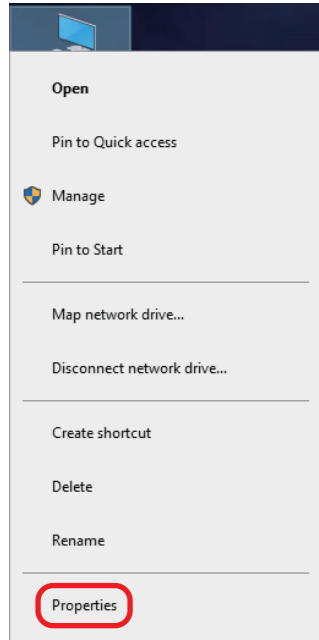 Open
Pin to Quick access
Manage
Pin to Start
Map network drive...
Disconnect network drive...
Create shortcut
Delete
Rename
Properties